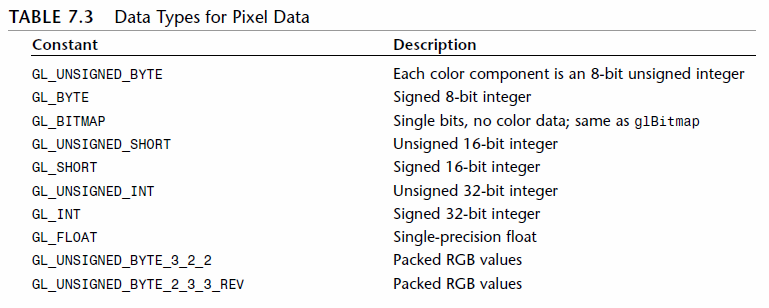 TABLE 7.3 Data Types for Pixel Data
Constant Description
GL_UNSIGNED_BYTE Each color component is an 8-bit unsigned integer
GL_BYTE Signed 8-bit integer
GL_BITMAP Single bits, no color data; same as glBitmap
GL_UNSIGNED_SHORT Unsigned 16-bit integer
GL_SHORT Signed 16-bit integer
GL_UNSIGNED_INT Unsigned 32-bit integer
GL_INT Signed 32-bit integer
GL_FLOAT Single-precision float
GL_UNSIGNED_BYTE_3_2_2 Packed RGB values
GL_UNSIGNED_BYTE_2_3_3_REV Packed RGB values